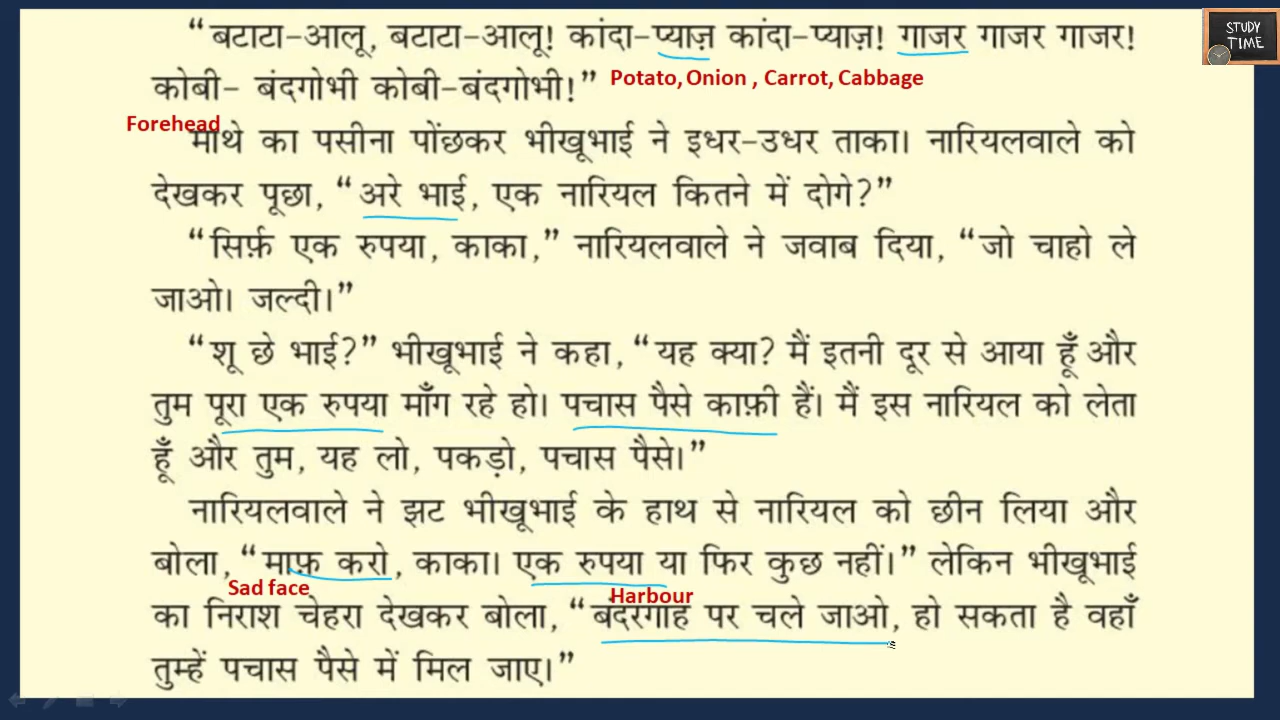 STUDY
TIME
“बटाटा-आलू, बटाटा-आलू! कांदा-प्याज़ कांदा-प्याज़! गाजर गाजर गाजर!
कोबी- बंदगोभी कोबी-बंदगोभी!” Potato, Onion , Carrot, Cabbage
Forehead
माथे का पसीना पोंछकर भीखूभाई ने इधर-उधर ताका। नारियलवाले को
देखकर पूछा, “अरे भाई, एक नारियल कितने में दोगे?”
“सिर्फ़ एक रुपया, काका,” नारियलवाले ने जवाब दिया, “जो चाहो ले
जाओ। जल्दी।”
“शू छे भाई?” भीखूभाई ने कहा, “यह क्या? मैं इतनी दूर से आया हूँ और
तुम पूरा एक रुपया माँग रहे हो। पचास पैसे काफ़ी हैं। मैं इस नारियल को लेता
हूँ और तुम, यह लो, पकड़ो, पचास पैसे।”
नारियलवाले ने झट भीखूभाई के हाथ से नारियल को छीन लिया और
बोला, “माफ़ करो, काका। एक रुपया या फिर कुछ नहीं।” लेकिन भीखूभाई
Sad face Harbour
का निराश चेहरा देखकर बोला, “बंदरगाह पर चले जाओ, हो सकता है वहाँ
तुम्हें पचास पैसे में मिल जाए।”